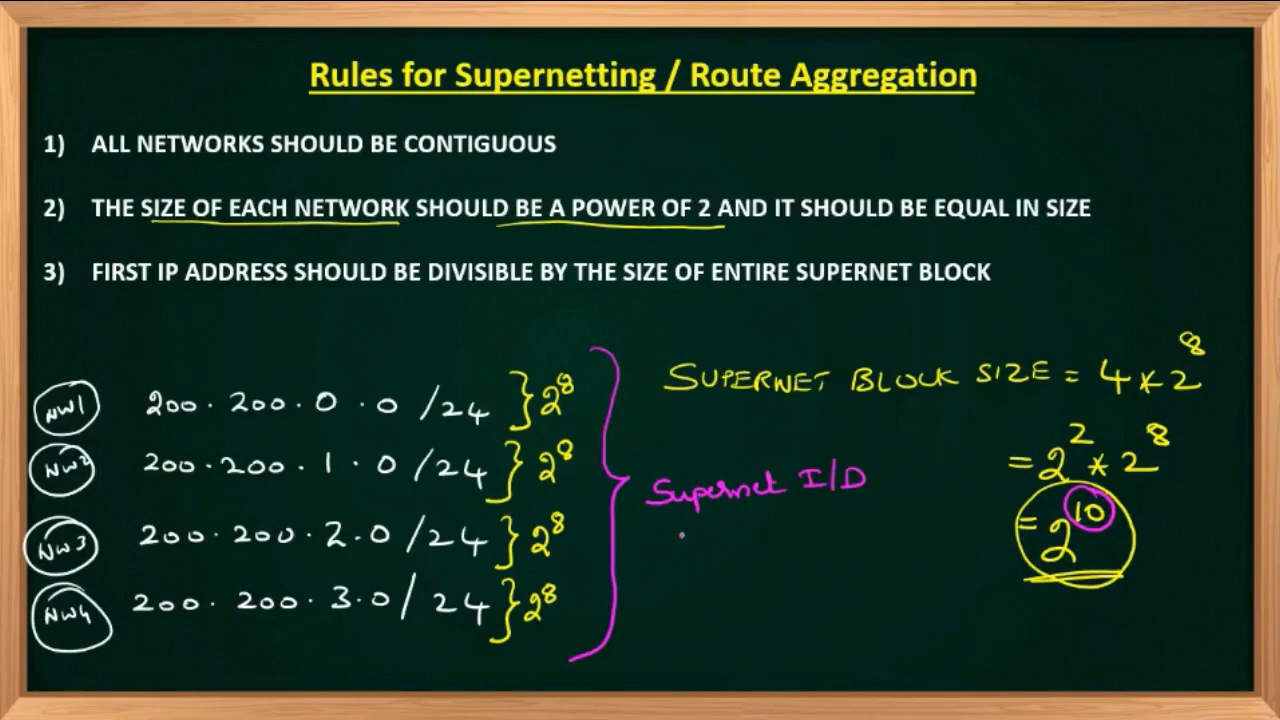 Rules for Supernetting / Route Aggregation
1) ALL NETWORKS SHOULD BE CONTIGUOUS
2) THE SIZE OF EACH NETWORK SHOULD BE A POWER OF 2 AND IT SHOULD BE EQUAL IN SIZE
3) FIRST IP ADDRESS SHOULD BE DIVISIBLE BY THE SIZE OF ENTIRE SUPERNET BLOCK
NW1 200.200.0.0/24 } 2^8
NW2 200.200.1.0/24 } 2^8
NW3 200.200.2.0/24 } 2^8
NW4 200.200.3.0/24 } 2^8
Supernet I/D
SUPERNET BLOCK SIZE = 4 * 2^8
= 2^2 * 2^8
= 2^10